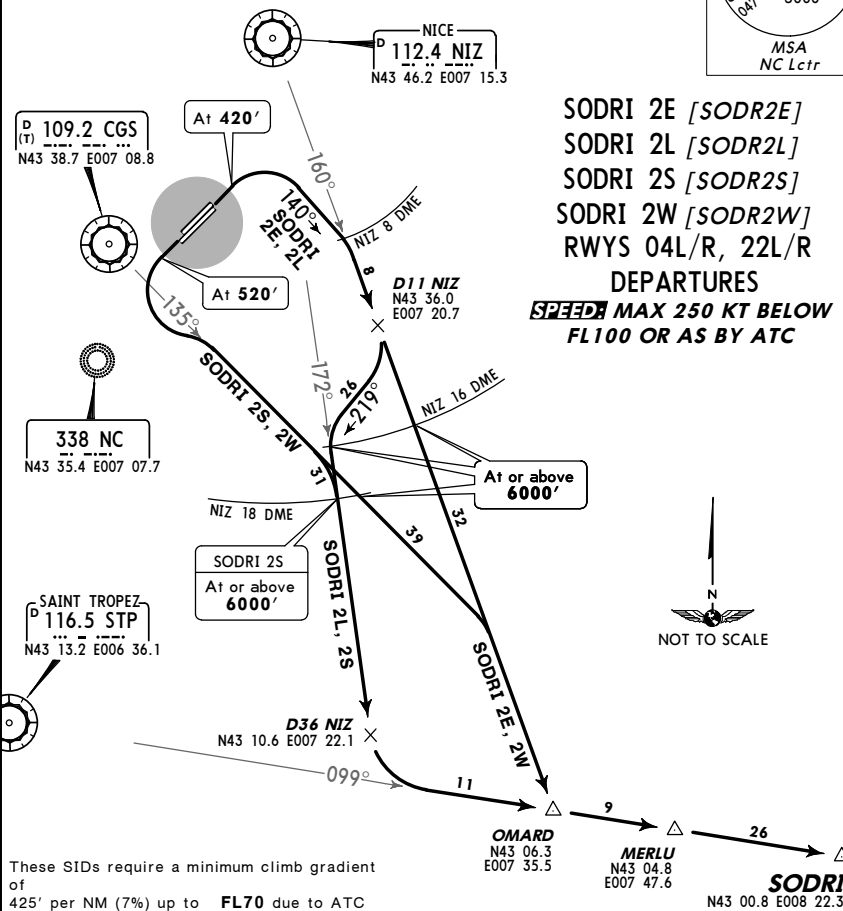 NICE
D 112.4 NIZ
N43 46.2 E007 15.3
047°
MSA
NC Lctr
D
(T) 109.2 CGS
N43 38.7 E007 08.8
At 420'
160°
140°
SODRI
2E, 2L
NIZ 8 DME
8
SODRI 2E [SODR2E]
SODRI 2L [SODR2L]
SODRI 2S [SODR2S]
SODRI 2W [SODR2W]
RWYS 04L/R, 22L/R
DEPARTURES
SPEED: MAX 250 KT BELOW
FL100 OR AS BY ATC
At 520'
D11 NIZ
N43 36.0
E007 20.7
135°
172°
26
219°
SODRI 2S, 2W
NIZ 16 DME
338 NC
N43 35.4 E007 07.7
31
At or above
6000'
NIZ 18 DME
32
39
SODRI 2S
At or above
6000'
SODRI 2L, 2S
SAINT TROPEZ
D 116.5 STP
N43 13.2 E006 36.1
N
NOT TO SCALE
SODRI 2E, 2W
D36 NIZ
N43 10.6 E007 22.1
099°
11
9
26
OMARD
N43 06.3
E007 35.5
MERLU
N43 04.8
E007 47.6
SODRI
N43 00.8 E008 22.3
These SIDs require a minimum climb gradient
of
425' per NM (7%) up to FL70 due to ATC